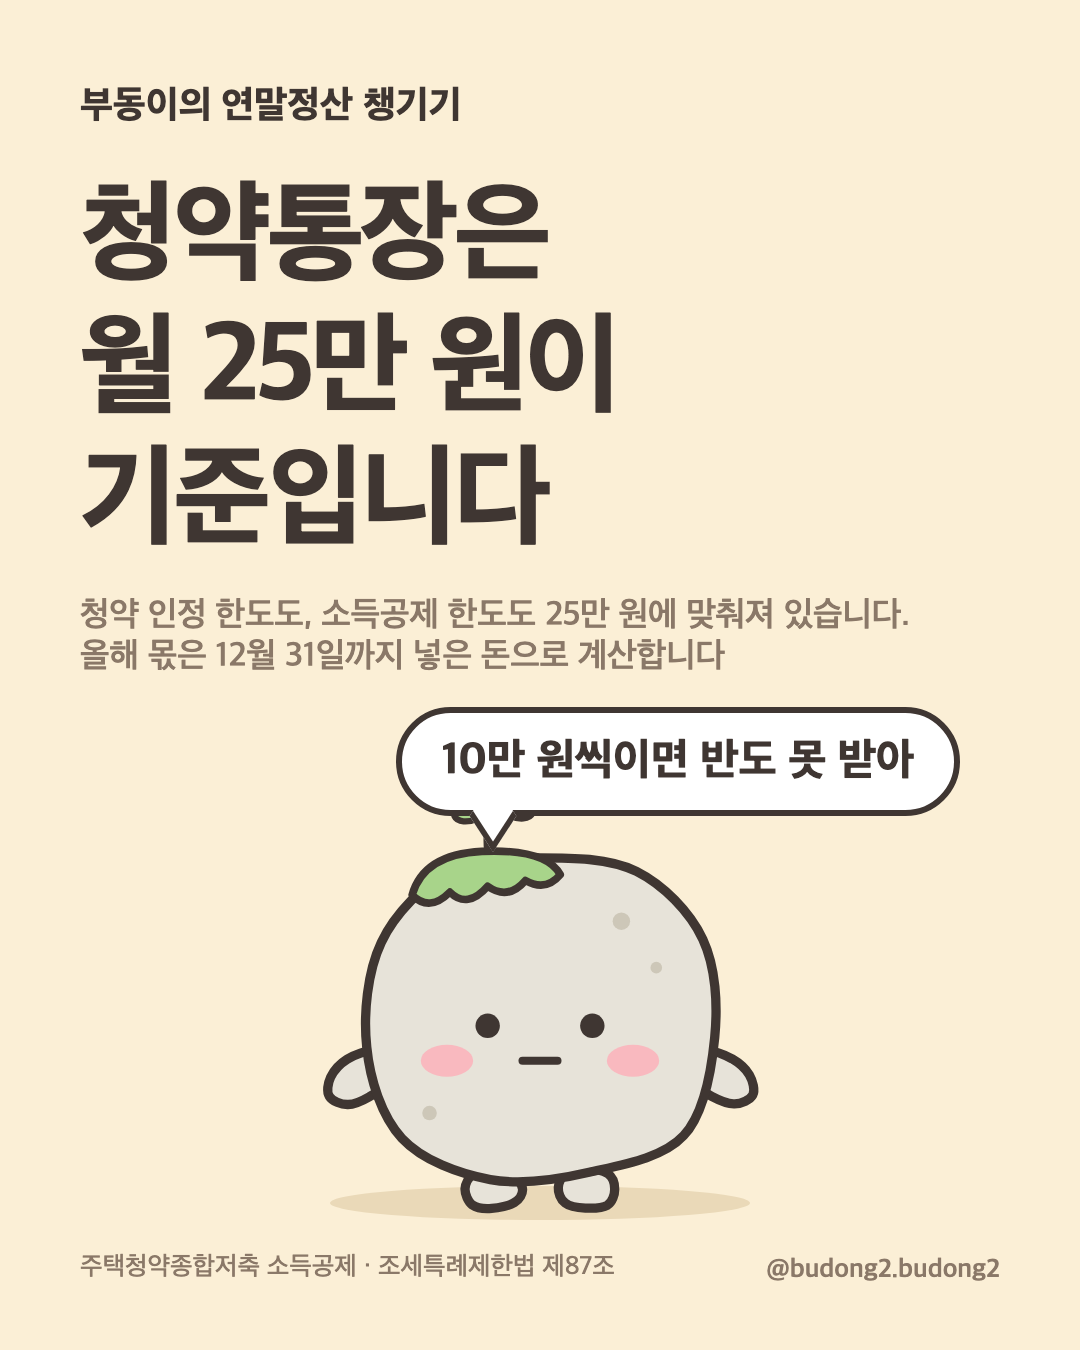 부동이의 연말정산 챙기기
청약통장은
월 25만 원이
기준입니다
청약 인정 한도도, 소득공제 한도도 25만 원에 맞춰져 있습니다.
올해 몫은 12월 31일까지 넣은 돈으로 계산합니다
10만 원씩이면 반도 못 받아
주택청약종합저축 소득공제 · 조세특례제한법 제87조
@budong2.budong2